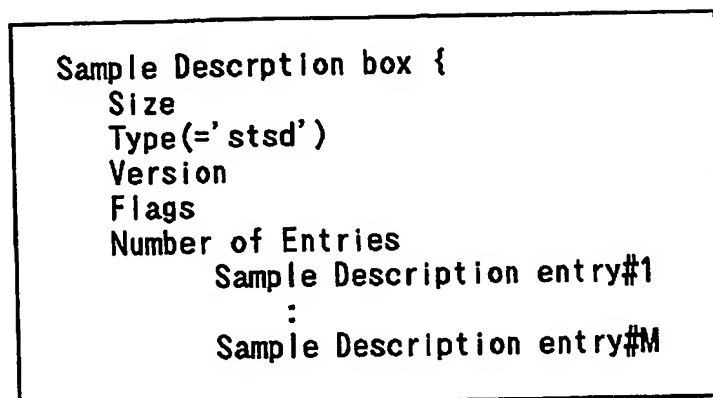 Sample Descrption box {
Size
Type(='stsd')
Version
Flags
Number of Entries
Sample Description entry#1
:
Sample Description entry#M